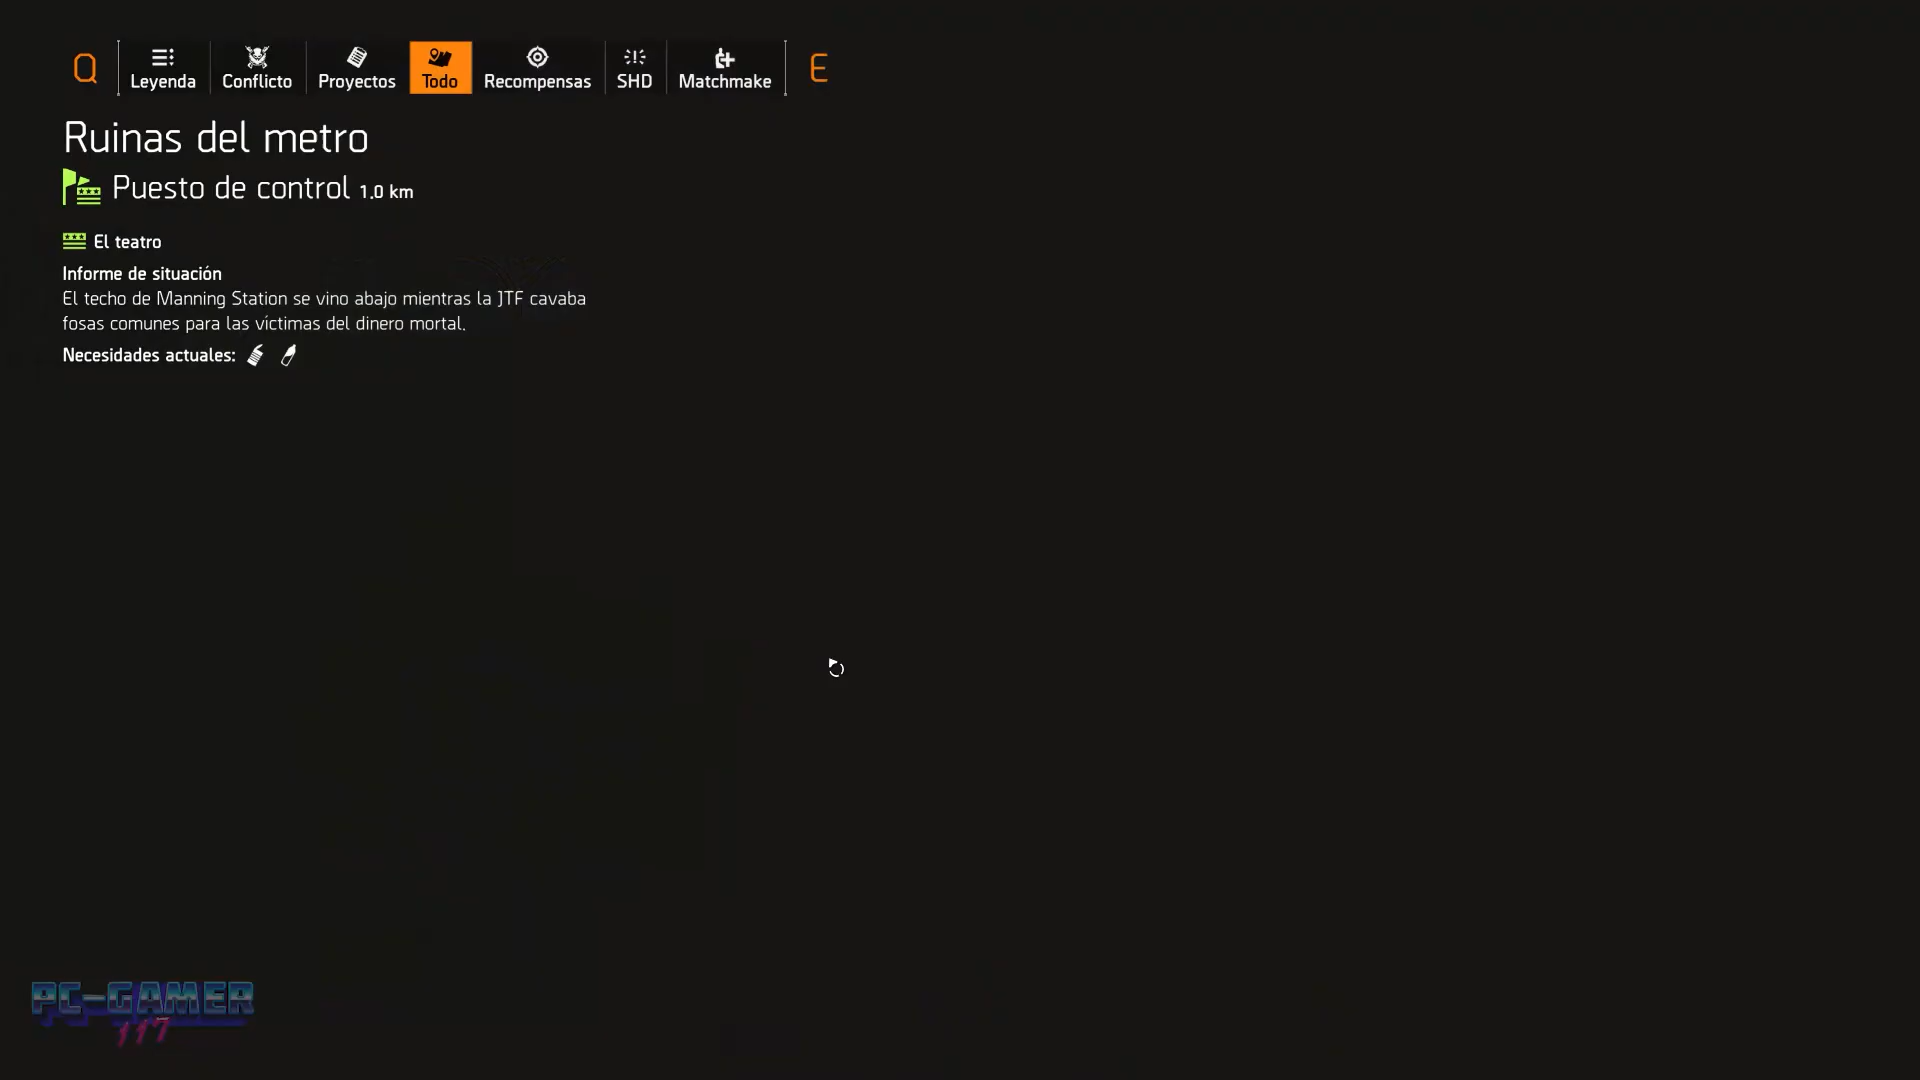 Q Leyenda Conflicto Proyectos Todo Recompensas SHD Matchmake E
Ruinas del metro
Puesto de control 1.0 km
El teatro
Informe de situación
El techo de Manning Station se vino abajo mientras la JTF cavaba
fosas comunes para las víctimas del dinero mortal.
Necesidades actuales:
PC-GAMER
117